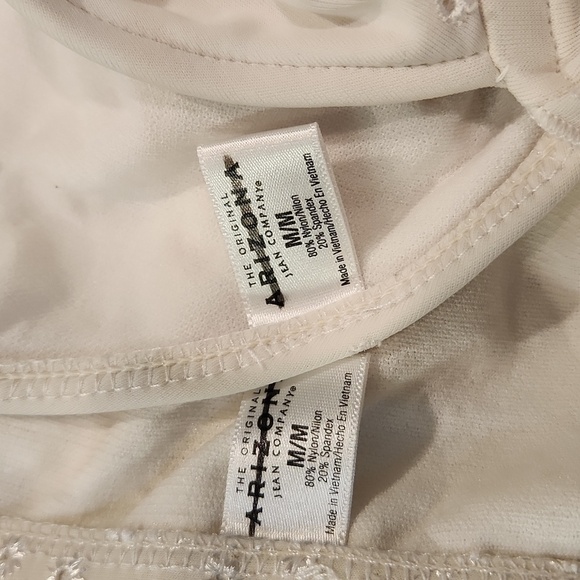 THE ORIGINAL
ARIZONA
JEAN COMPANY®
M/M
80% Nylon/Nilon
20% Spandex
Made in Vietnam/Hecho En Vietnam
THE ORIGINAL
ARIZONA
JEAN COMPANY®
M/M
80% Nylon/Nilon
20% Spandex
Made in Vietnam/Hecho En Vietnam